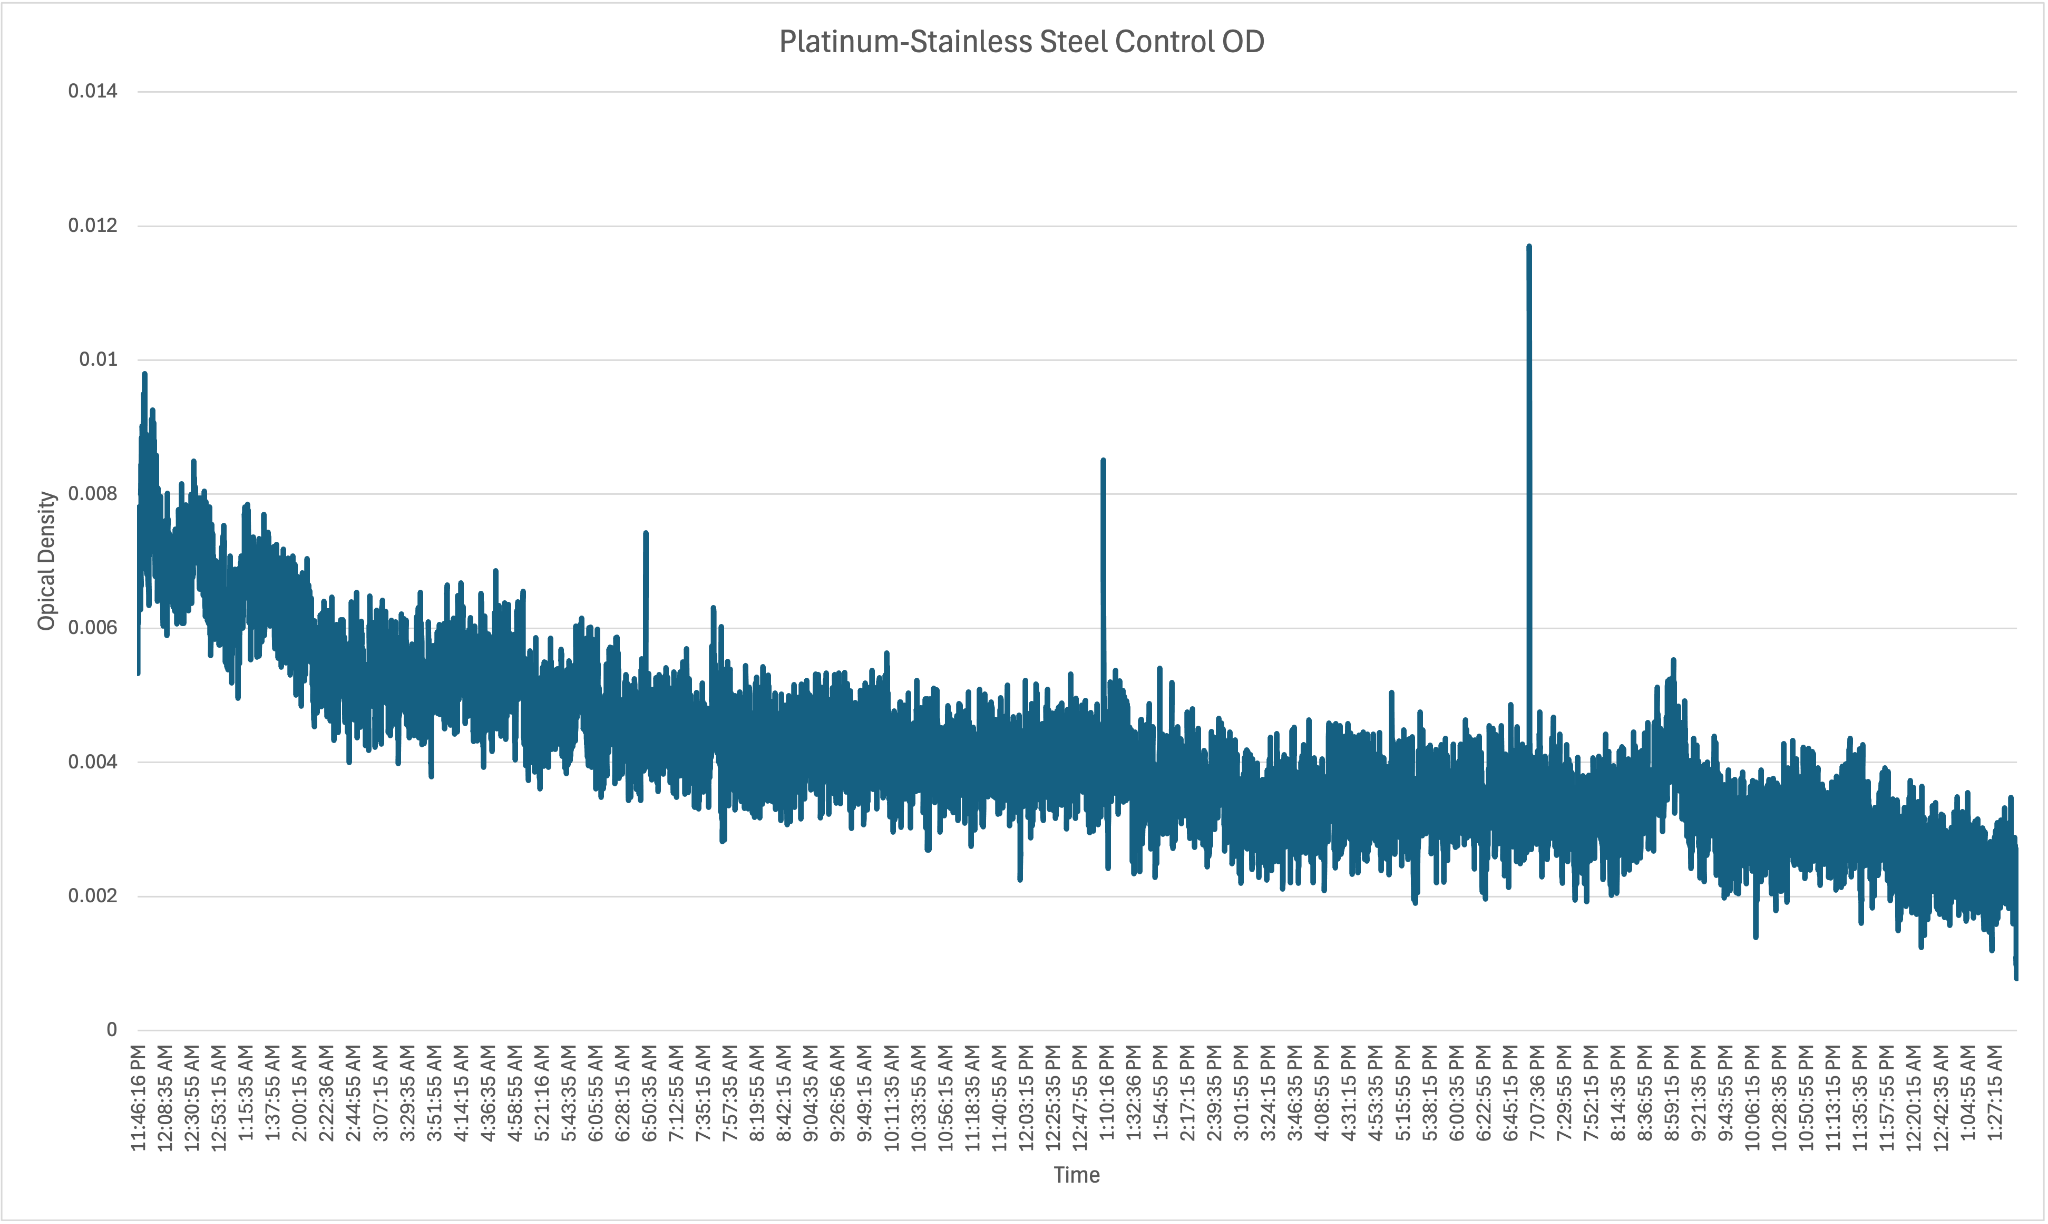 Platinum-Stainless Steel Control OD
0.014
0.012
0.01
0.008
0.006
0.004
0.002
0
Opical Density
11:46:16 PM
12:08:35 AM
12:30:55 AM
12:53:15 AM
1:15:35 AM
1:37:55 AM
2:00:15 AM
2:22:36 AM
2:44:55 AM
3:07:15 AM
3:29:35 AM
3:51:55 AM
4:14:15 AM
4:36:35 AM
4:58:55 AM
5:21:16 AM
5:43:35 AM
6:05:55 AM
6:28:15 AM
6:50:35 AM
7:12:55 AM
7:35:15 AM
7:57:35 AM
8:19:55 AM
8:42:15 AM
9:04:35 AM
9:26:56 AM
9:49:15 AM
10:11:35 AM
10:33:55 AM
10:56:15 AM
11:18:35 AM
11:40:55 AM
12:03:15 PM
12:25:35 PM
12:47:55 PM
1:10:16 PM
1:32:36 PM
1:54:55 PM
2:17:15 PM
2:39:35 PM
3:01:55 PM
3:24:15 PM
3:46:35 PM
4:08:55 PM
4:31:15 PM
4:53:35 PM
5:15:55 PM
5:38:15 PM
6:00:35 PM
6:22:55 PM
6:45:15 PM
7:07:36 PM
7:29:55 PM
7:52:15 PM
8:14:35 PM
8:36:55 PM
8:59:15 PM
9:21:35 PM
9:43:55 PM
10:06:15 PM
10:28:35 PM
10:50:55 PM
11:13:15 PM
11:35:35 PM
11:57:55 PM
12:20:15 AM
12:42:35 AM
1:04:55 AM
1:27:15 AM
Time